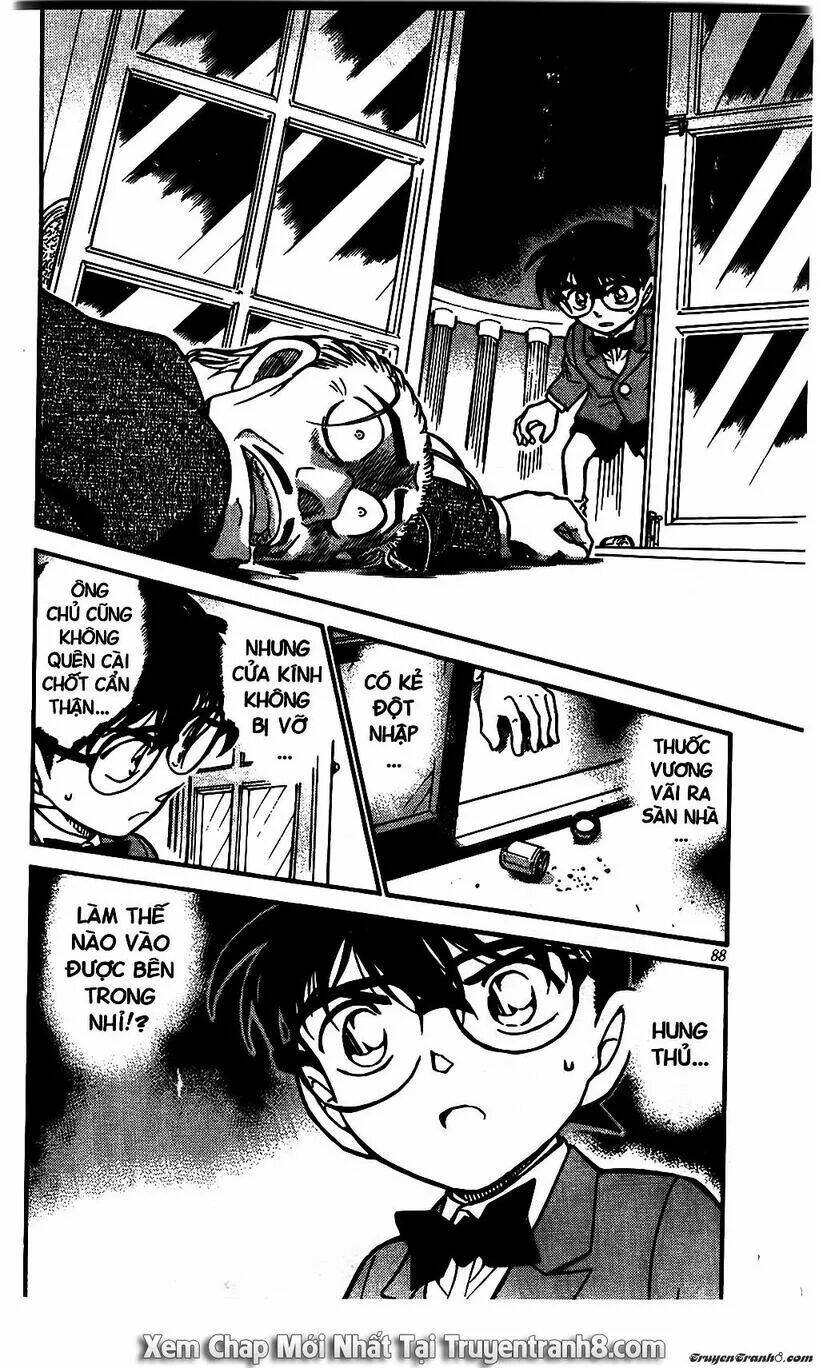 THUỐC
VƯƠNG
VÃI RA
SÀN NHÀ
...
CÓ KẺ
ĐỘT
NHẬP
...
NHƯNG
CỬA KÍNH
KHÔNG
BỊ VỠ
...
ÔNG
CHỦ CŨNG
KHÔNG
QUÊN CÀI
CHỐT CẨN
THẬN...
88
HUNG
THỦ...
LÀM THẾ
NÀO VÀO
ĐƯỢC BÊN
TRONG
NHỈ!?
Xem Chap Mới Nhất Tại Truyentranh8.com
TruyenTranh8.com